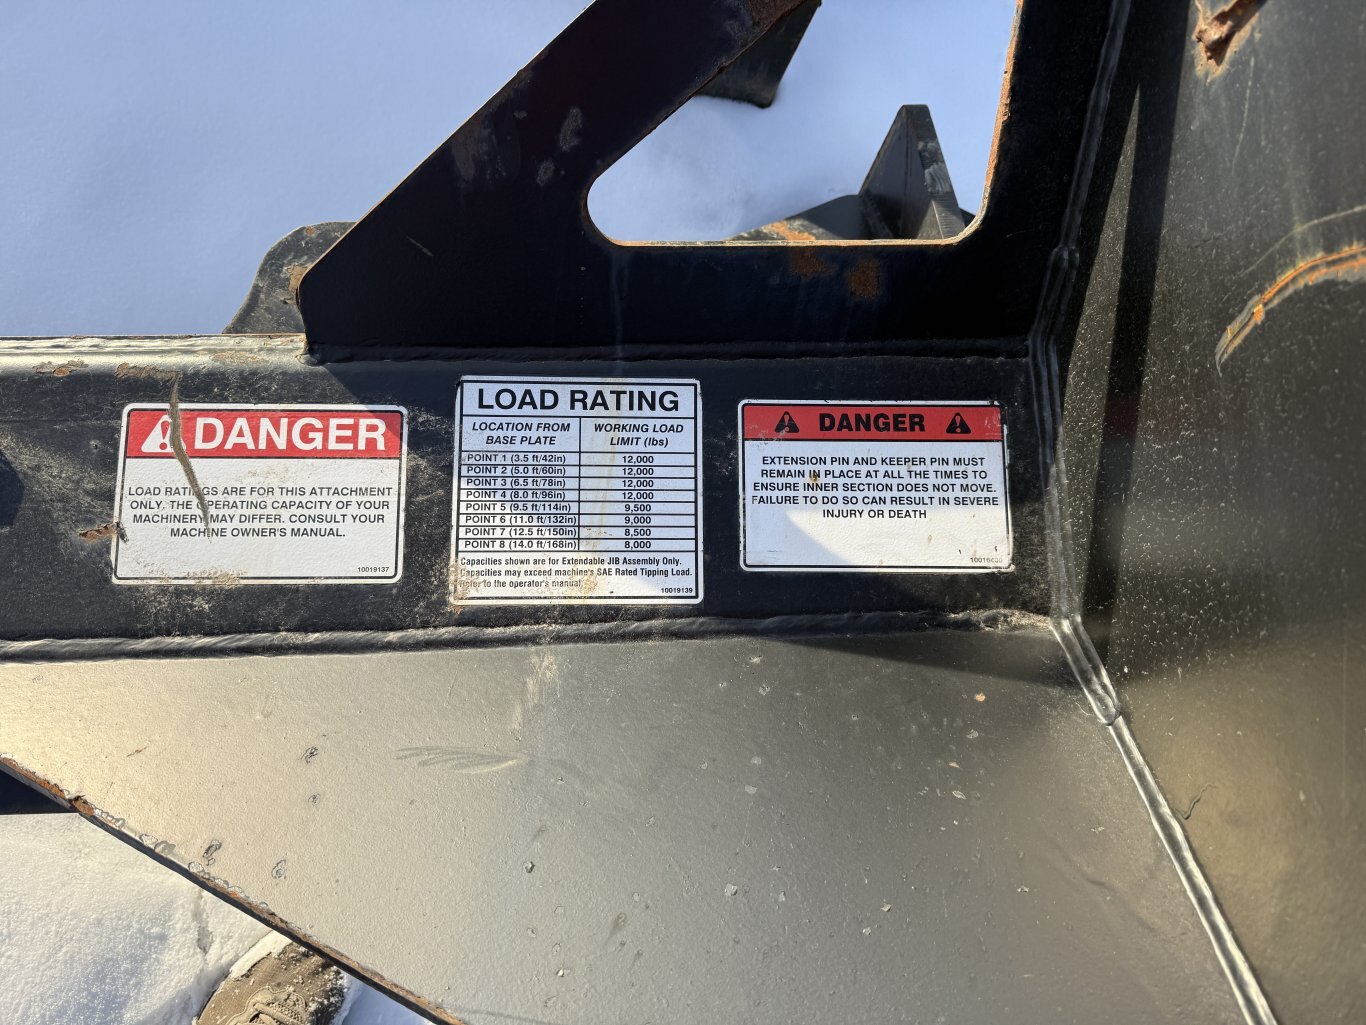 DANGER
LOAD RATINGS ARE FOR THIS ATTACHMENT
ONLY. THE OPERATING CAPACITY OF YOUR
MACHINERY MAY DIFFER. CONSULT YOUR
MACHINE OWNER'S MANUAL.
10019137
LOAD RATING
LOCATION FROM
BASE PLATE
WORKING LOAD
LIMIT (lbs)
POINT 1 (3.5 ft/42in) 12,000
POINT 2 (5.0 ft/60in) 12,000
POINT 3 (6.5 ft/78in) 12,000
POINT 4 (8.0 ft/96in) 12,000
POINT 5 (9.5 ft/114in) 9,500
POINT 6 (11.0 ft/132in) 9,000
POINT 7 (12.5 ft/150in) 8,500
POINT 8 (14.0 ft/168in) 8,000
Capacities shown are for Extendable JIB Assembly Only.
Capacities may exceed machine's SAE Rated Tipping Load.
Refer to the operator's manual
10019139
DANGER
EXTENSION PIN AND KEEPER PIN MUST
REMAIN IN PLACE AT ALL THE TIMES TO
ENSURE INNER SECTION DOES NOT MOVE.
FAILURE TO DO SO CAN RESULT IN SEVERE
INJURY OR DEATH